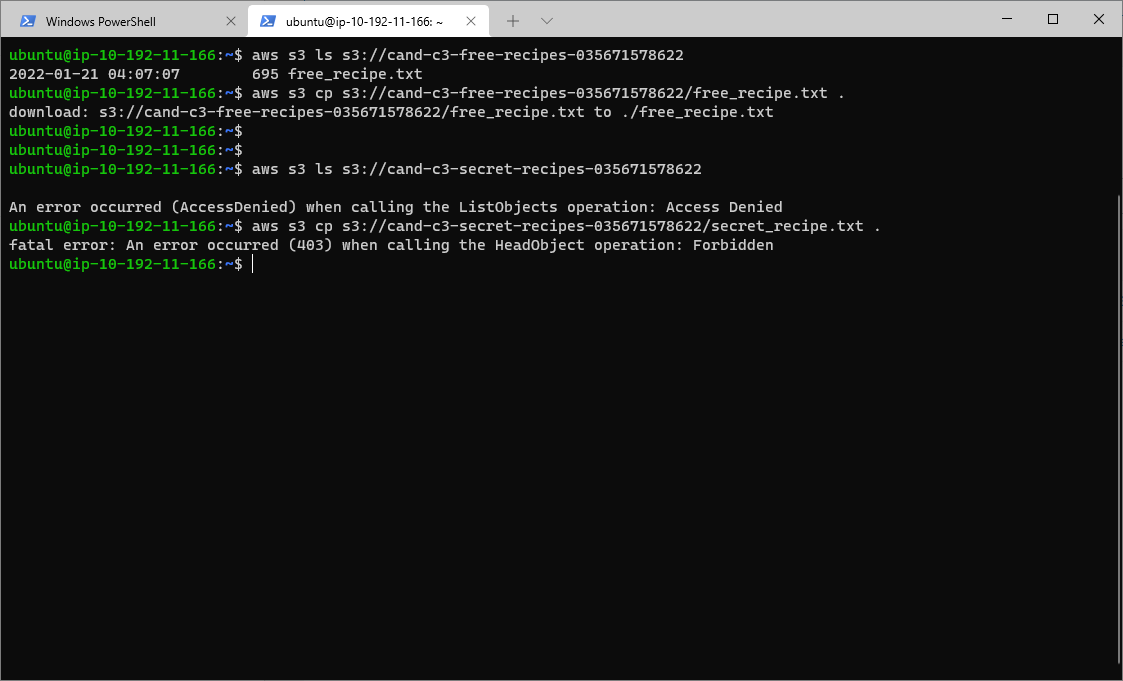 Windows PowerShell
ubuntu@ip-10-192-11-166: ~
ubuntu@ip-10-192-11-166:~$ aws s3 ls s3://cand-c3-free-recipes-035671578622
2022-01-21 04:07:07        695 free_recipe.txt
ubuntu@ip-10-192-11-166:~$ aws s3 cp s3://cand-c3-free-recipes-035671578622/free_recipe.txt .
download: s3://cand-c3-free-recipes-035671578622/free_recipe.txt to ./free_recipe.txt
ubuntu@ip-10-192-11-166:~$
ubuntu@ip-10-192-11-166:~$
ubuntu@ip-10-192-11-166:~$ aws s3 ls s3://cand-c3-secret-recipes-035671578622
An error occurred (AccessDenied) when calling the ListObjects operation: Access Denied
ubuntu@ip-10-192-11-166:~$ aws s3 cp s3://cand-c3-secret-recipes-035671578622/secret_recipe.txt .
fatal error: An error occurred (403) when calling the HeadObject operation: Forbidden
ubuntu@ip-10-192-11-166:~$